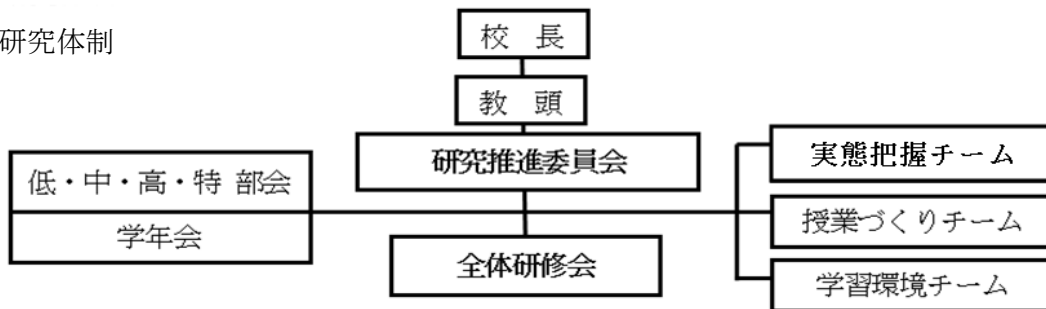 研究体制
校　長
教　頭
研究推進委員会
低・中・高・特 部会
学年会
全体研修会
実態把握チーム
授業づくりチーム
学習環境チーム